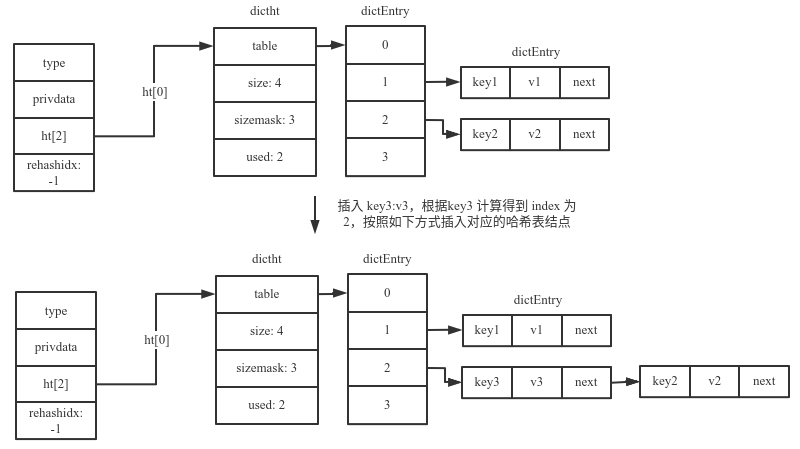 dictht
dictEntry
type
privdata
ht[2]
rehashidx:
-1
ht[0]
table
size: 4
sizemask: 3
used: 2
0
1
2
3
dictEntry
key1 v1 next
key2 v2 next
插入 key3:v3，根据key3 计算得到 index 为
2，按照如下方式插入对应的哈希表结点
dictht
dictEntry
type
privdata
ht[2]
rehashidx:
-1
ht[0]
table
size: 4
sizemask: 3
used: 2
0
1
2
3
dictEntry
key1 v1 next
key3 v3 next
key2 v2 next